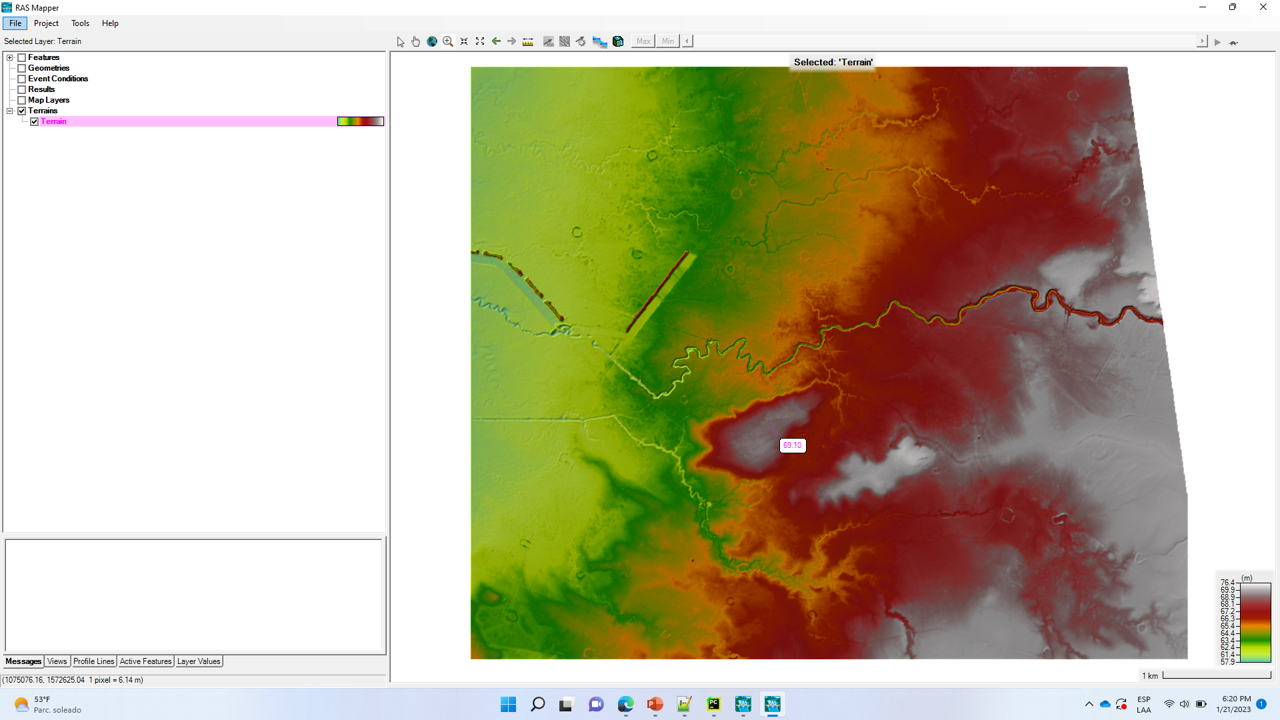 RAS Mapper
File Project Tools Help
Selected Layer: Terrain
Max Min
Features
Geometries
Event Conditions
Results
Map Layers
Terrains
Terrain
Selected: 'Terrain'
69.10
(m)
76.4
69.9
68.9
68.1
67.2
66.3
65.4
64.4
62.4
61.4
57.9
1 km
Messages Views Profile Lines Active Features Layer Values
(1075076.16, 1572625.04 1 pixel = 6.14 m)
53°F
Parc. soleado
ESP
LAA
6:20 PM
1/21/2023
1